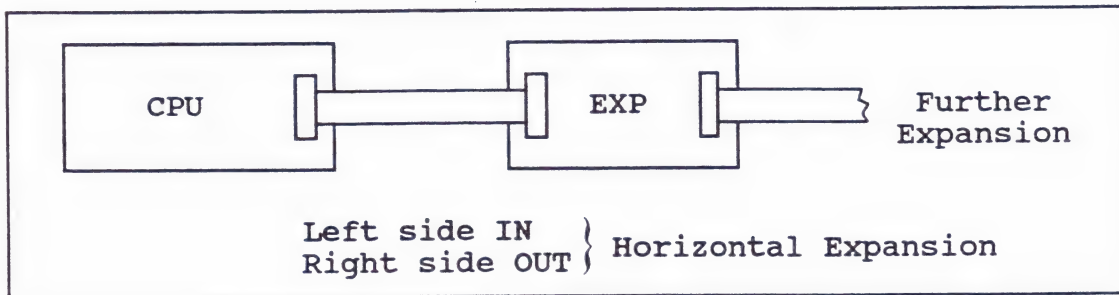 CPU
EXP
Further
Expansion
Left side IN
Right side OUT
Horizontal Expansion